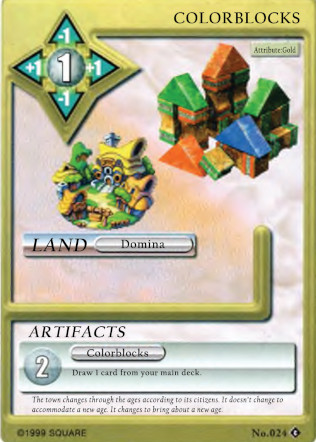 COLORBLOCKS
Attribute:Gold
-1
+1 1 +1
-1
LAND Domina
ARTIFACTS
Colorblocks
2
Draw 1 card from your main deck.
The town changes through the ages according to its citizens. It doesn't change to
accommodate a new age. It changes to bring about a new age.
©1999 SQUARE No.024 C